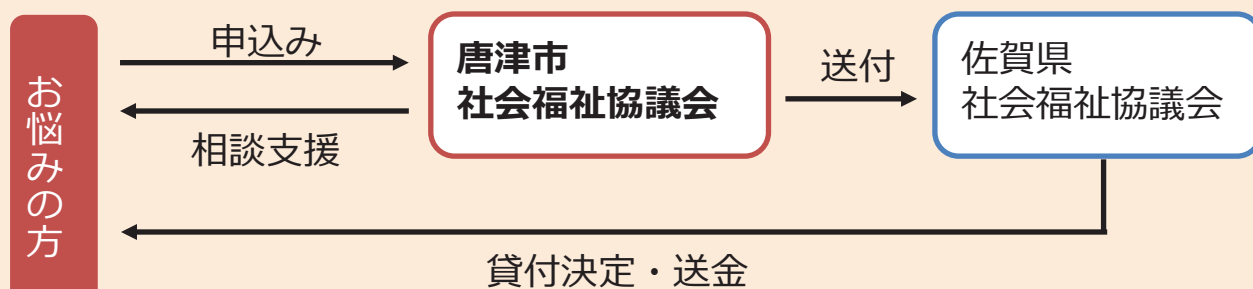 お悩みの方
申込み
相談支援
唐津市
社会福祉協議会
送付
佐賀県
社会福祉協議会
貸付決定・送金